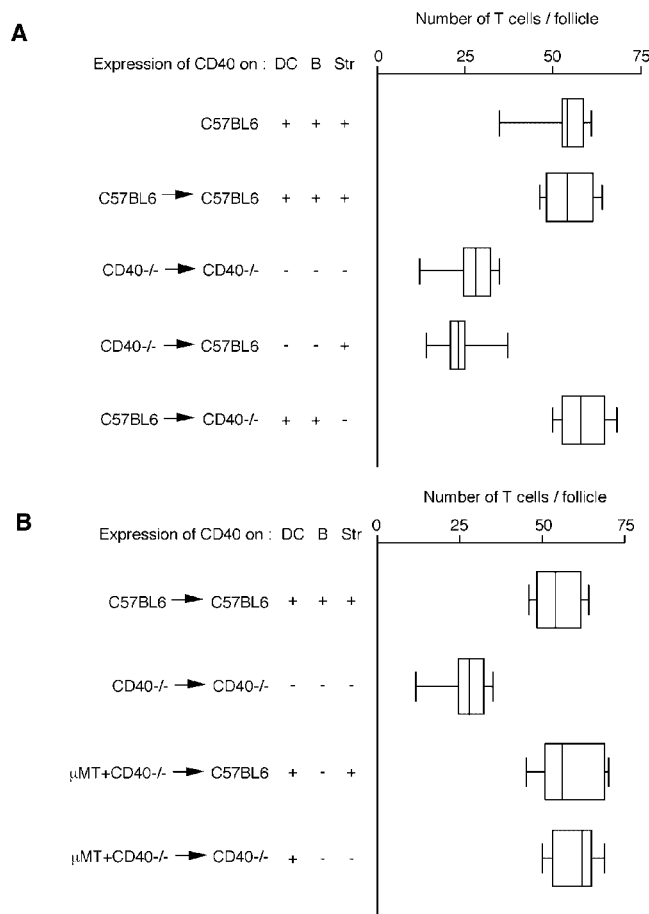 A
Number of T cells / follicle
Expression of CD40 on : DC B Str 0 25 50 75
C57BL6 + + +
C57BL6 C57BL6 + + +
CD40-/- CD40-/- - - -
CD40-/- C57BL6 - - +
C57BL6 CD40-/- + + -
B
Number of T cells / follicle
Expression of CD40 on : DC B Str 0 25 50 75
C57BL6 C57BL6 + + +
CD40-/- CD40-/- - - -
μMT+CD40-/- C57BL6 + - +
μMT+CD40-/- CD40-/- + - -